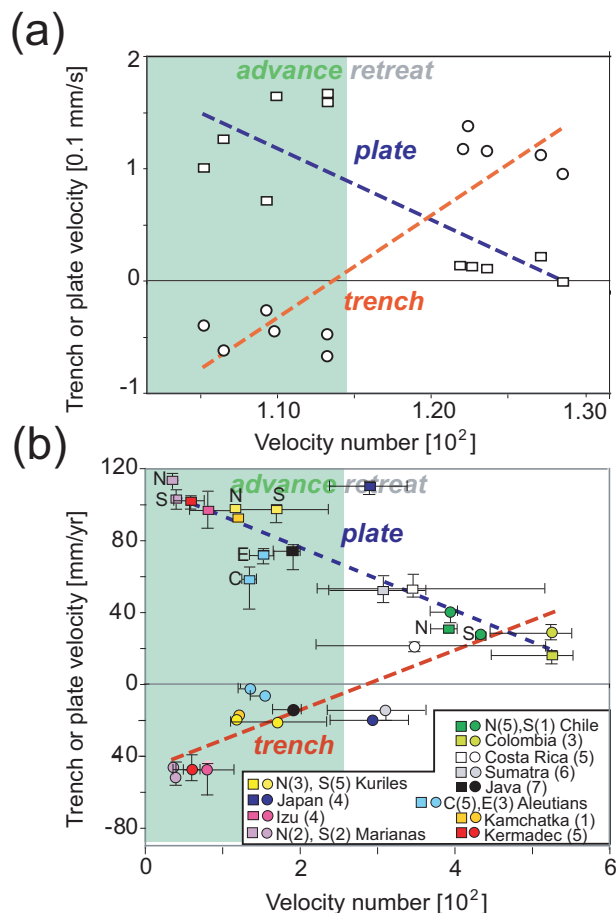 (a)
2
1
0
-1
Trench or plate velocity [0.1 mm/s]
advance retreat
plate
trench
1.10
1.20
1.30
Velocity number [10²]
(b)
120
80
40
0
40
-80
Trench or plate velocity [mm/yr]
advance retreat
N
S
N
S
plate
E
C
N
S
trench
N(5),S(1) Chile
Colombia (3)
Costa Rica (5)
Sumatra (6)
Java (7)
C(5),E(3) Aleutians
Kamchatka (1)
Kermadec (5)
N(3), S(5) Kuriles
Japan (4)
Izu (4)
N(2), S(2) Marianas
0
2
4
6
Velocity number [10²]